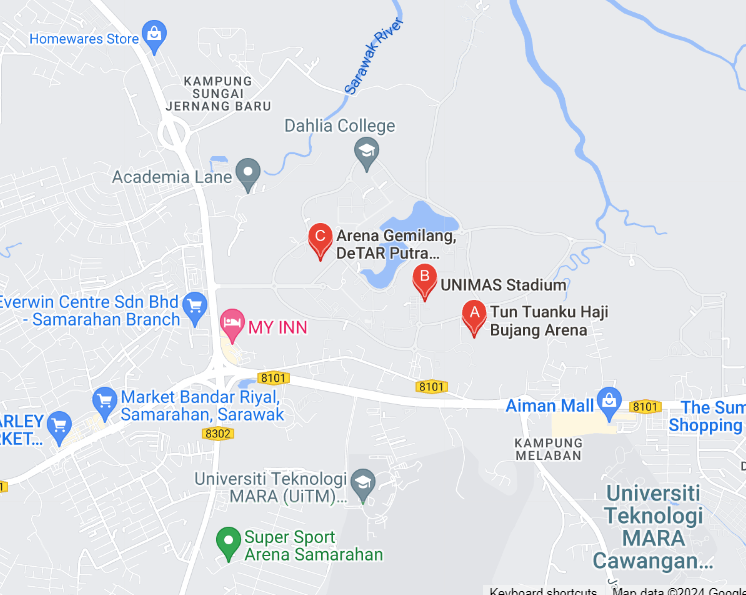 Homewares Store
Sarawak River
KAMPUNG
SUNGAI
JERNANG BARU
Dahlia College
Academia Lane
C
Arena Gemilang,
DeTAR Putra...
B
UNIMAS Stadium
A
Tun Tuanku Haji
Bujang Arena
Everwin Centre Sdn Bhd
- Samarahan Branch
MY INN
8101
8101
8101
Market Bandar Riyal,
Samarahan, Sarawak
Aiman Mall
The Sum
Shopping
ARLEY
RKET...
8302
KAMPUNG
MELABAN
Universiti Teknologi
MARA (UiTM)...
Universiti
Teknologi
MARA
Cawangan...
Super Sport
Arena Samarahan
Keyboard shortcuts
Map data ©2024 Google